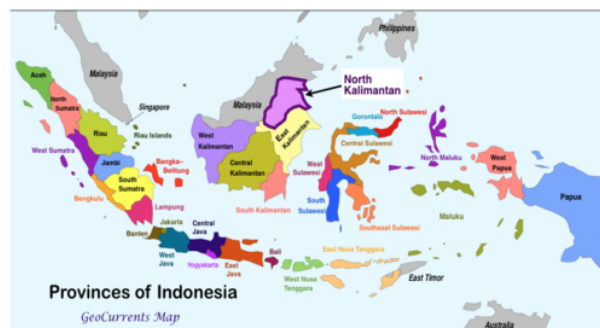 Philippines
Aceh
Malaysia
North
Sumatra
Singapore
Malaysia
North
Kalimantan
Riau
Riau Islands
West Sumatra
Jambi
Bangka-
Belitung
South
Sumatra
Bengkulu
Lampung
West
Kalimantan
Central
Kalimantan
East
Kalimantan
South Kalimantan
Gorontalo
North Sulawesi
Central Sulawesi
West
Sulawesi
South
Sulawesi
Southeast Sulawesi
North Maluku
Maluku
West
Papua
Papua
Jakarta
Banten
West
Java
Central
Java
Yogyakarta
East
Java
Bali
West Nusa
Tenggara
East Nusa Tenggara
East Timor
Australia
Provinces of Indonesia
GeoCurrents Map